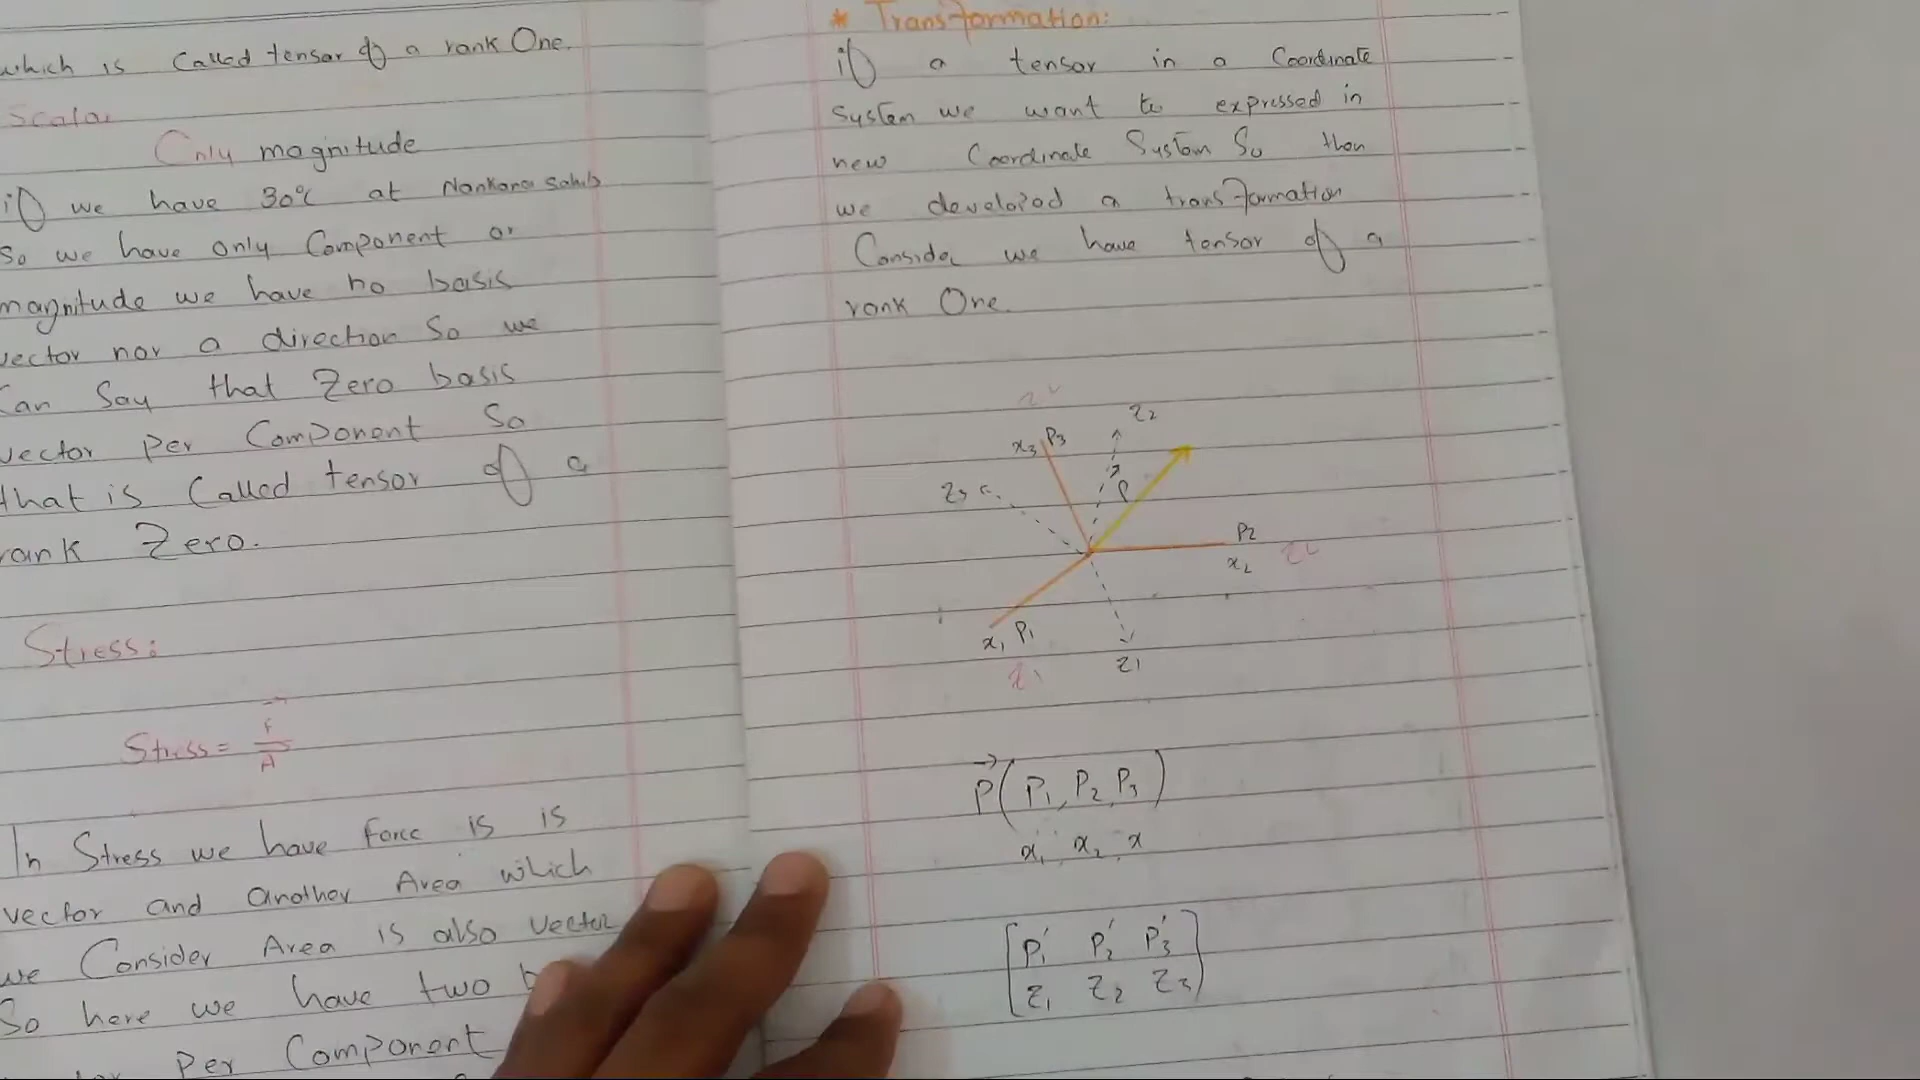 which is Called tensor of a rank One.
Scalar
Only magnitude
if we have 30°C at Nankana Sahib
So we have only Component or
magnitude we have no basis
vector nor a direction So we
Can Say that Zero basis
vector Per Component So
that is Called tensor of a
rank Zero.
Stress:
Stress = F
A
In Stress we have Force is is
vector and another Area which
we Consider Area is also vector
So here we have two
Per Component
* Transformation:
if a tensor in a Coordinate
System we want to expressed in
new Coordinate System So than
we developed a transformation
Consider we have tensor of a
rank One.
z2
x3 P3
z3
P
P2
x2
x1 P1
z1
z1
P(P1, P2, P3)
x1, x2, x
P1' P2' P3'
z1 z2 z3